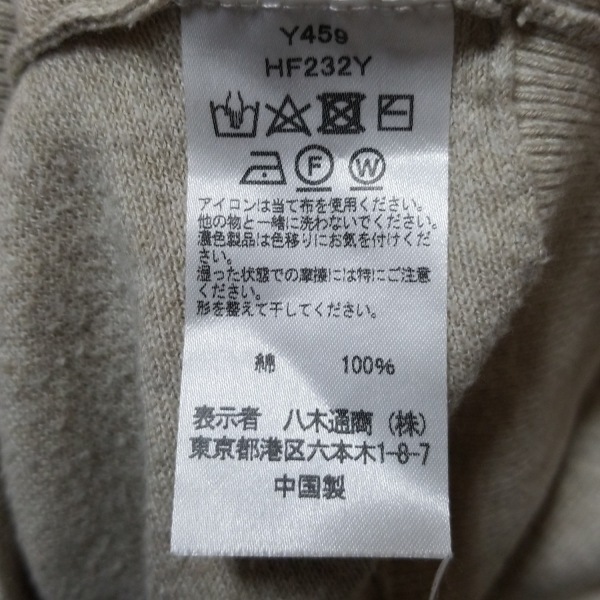 Y459
HF232Y
F W
アイロンは当て布を使用ください。
他の物と一緒に洗わないでください。
濃色製品は色移りにお気を付けくだ
さい。
湿った状態での摩擦には特にご注意
ください。
形を整えて干してください。
綿 100%
表示者 八木通商(株)
東京都港区六本木1-8-7
中国製